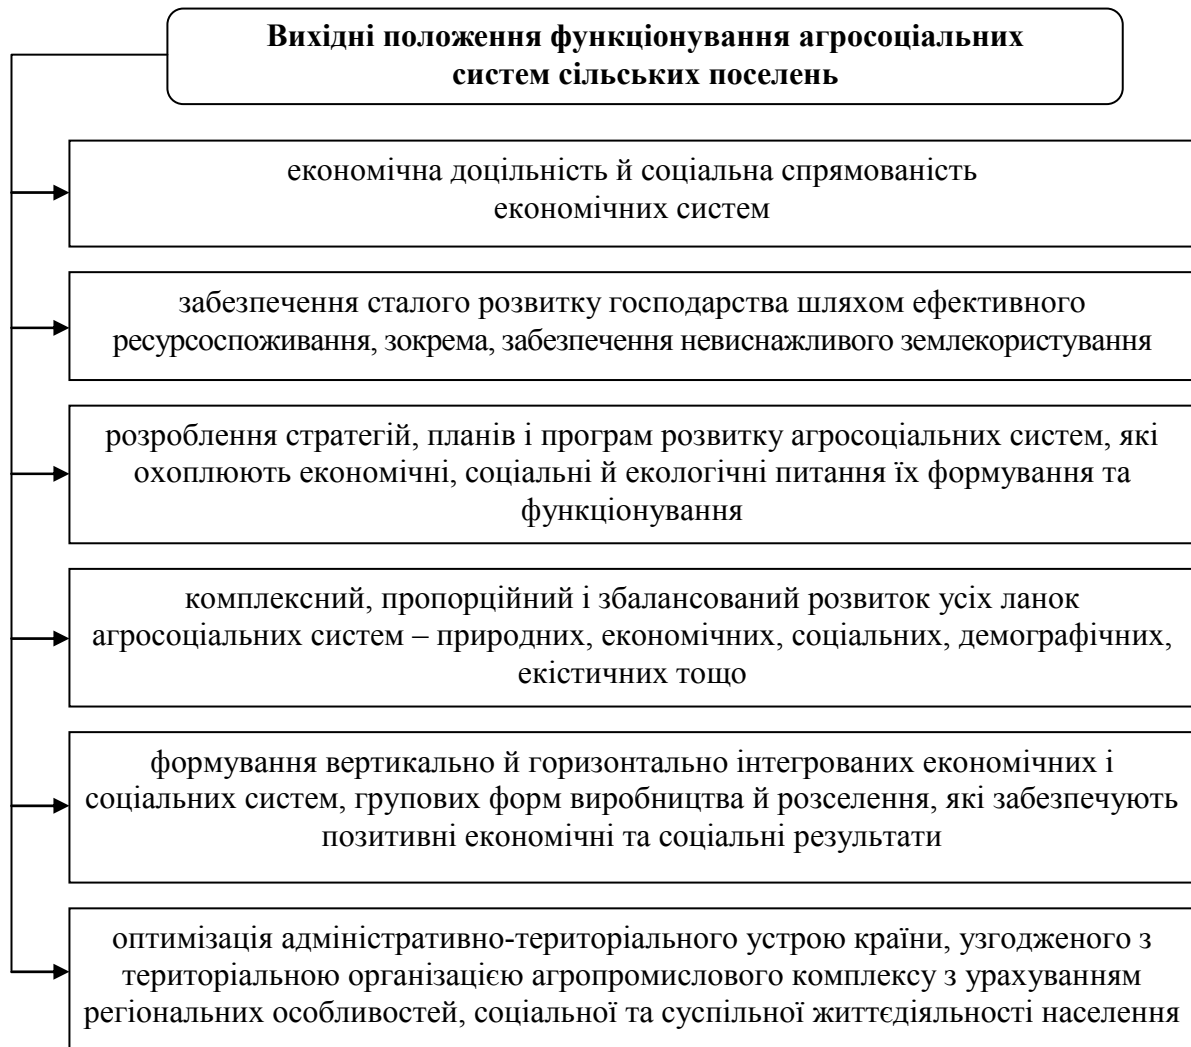 Вихідні положення функціонування агросоціальних
систем сільських поселень
економічна доцільність й соціальна спрямованість
економічних систем
забезпечення сталого розвитку господарства шляхом ефективного
ресурсоспоживання, зокрема, забезпечення невиснажливого землекористування
розроблення стратегій, планів і програм розвитку агросоціальних систем, які
охоплюють економічні, соціальні й екологічні питання їх формування та
функціонування
комплексний, пропорційний і збалансований розвиток усіх ланок
агросоціальних систем – природних, економічних, соціальних, демографічних,
екістичних тощо
формування вертикально й горизонтально інтегрованих економічних і
соціальних систем, групових форм виробництва й розселення, які забезпечують
позитивні економічні та соціальні результати
оптимізація адміністративно-територіального устрою країни, узгодженого з
територіальною організацією агропромислового комплексу з урахуванням
регіональних особливостей, соціальної та суспільної життєдіяльності населення